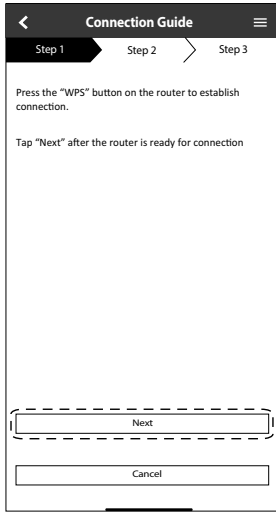 Connection Guide
Step 1
Step 2
Step 3
Press the “WPS” button on the router to establish
connection.
Tap “Next” after the router is ready for connection
Next
Cancel